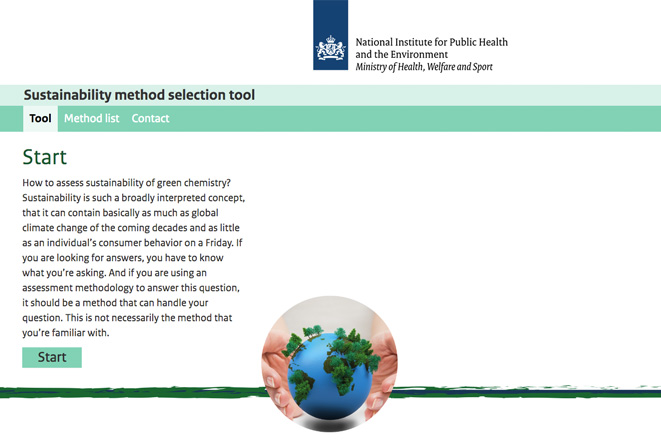 National Institute for Public Health
and the Environment
Ministry of Health, Welfare and Sport
Sustainability method selection tool
Tool Method list Contact
Start
How to assess sustainability of green chemistry?
Sustainability is such a broadly interpreted concept,
that it can contain basically as much as global
climate change of the coming decades and as little
as an individual's consumer behavior on a Friday. If
you are looking for answers, you have to know
what you're asking. And if you are using an
assessment methodology to answer this question,
it should be a method that can handle your
question. This is not necessarily the method that
you're familiar with.
Start